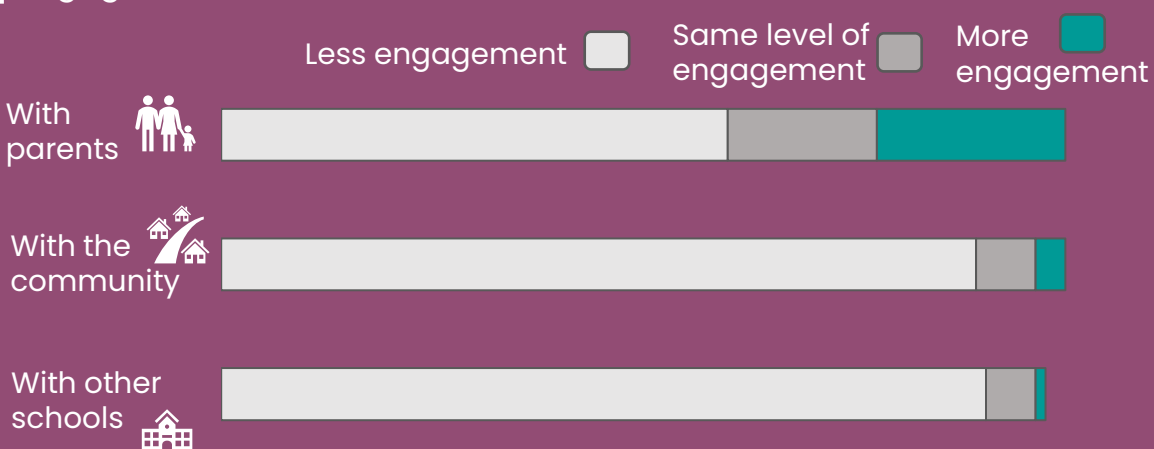 Less engagement
Same level of
engagement
More
engagement
With
parents
With the
community
With other
schools